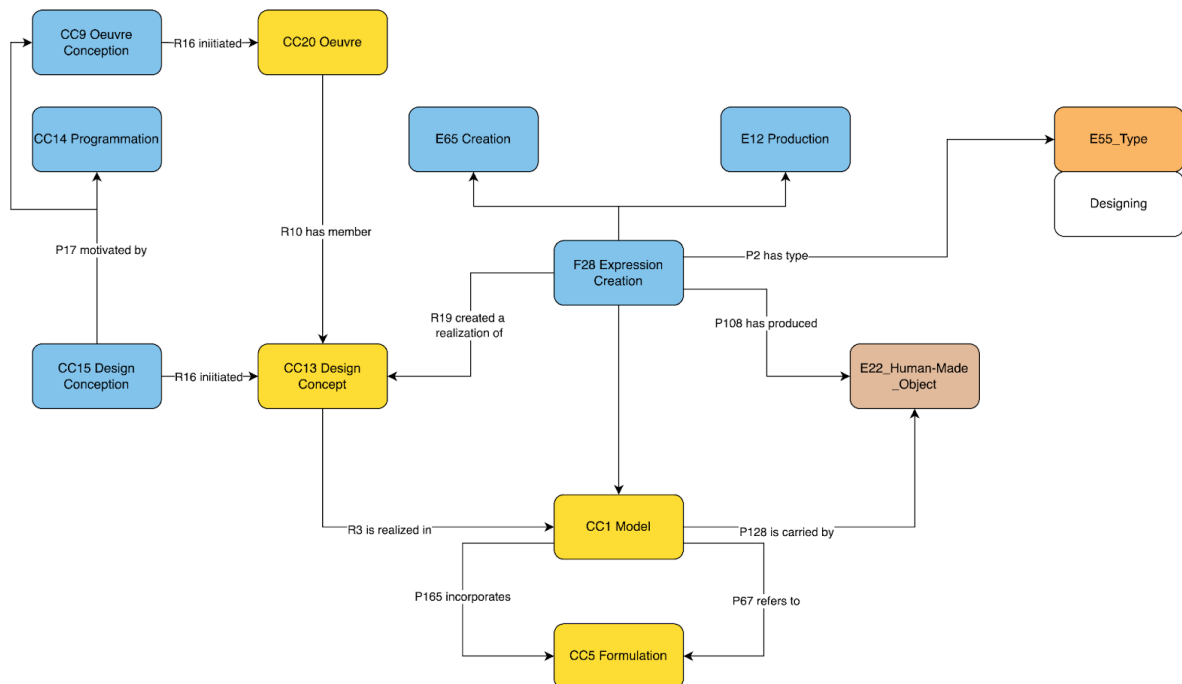 CC9 Oeuvre
Conception
R16 iniitiated
CC20 Oeuvre
CC14 Programmation
E65 Creation
E12 Production
E55_Type
Designing
P17 motivated by
R10 has member
F28 Expression
Creation
P2 has type
R19 created a
realization of
P108 has produced
CC15 Design
Conception
R16 iniitiated
CC13 Design
Concept
E22_Human-Made
_Object
R3 is realized in
CC1 Model
P128 is carried by
P165 incorporates
P67 refers to
CC5 Formulation